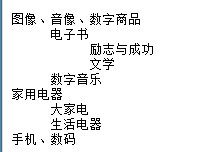 图像、音像、数字商品
电子书
励志与成功
文学
数字音乐
家用电器
大家电
生活电器
手机、数码